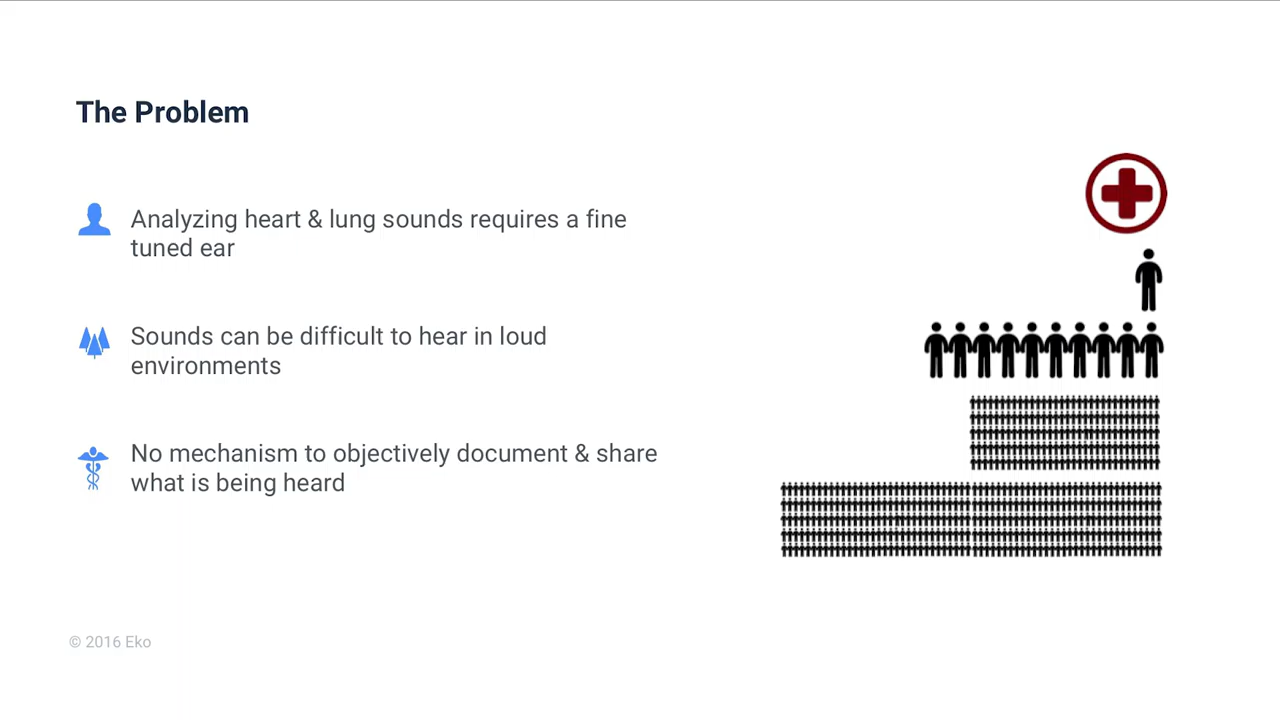 The Problem
Analyzing heart & lung sounds requires a fine
tuned ear
Sounds can be difficult to hear in loud
environments
No mechanism to objectively document & share
what is being heard
© 2016 Eko